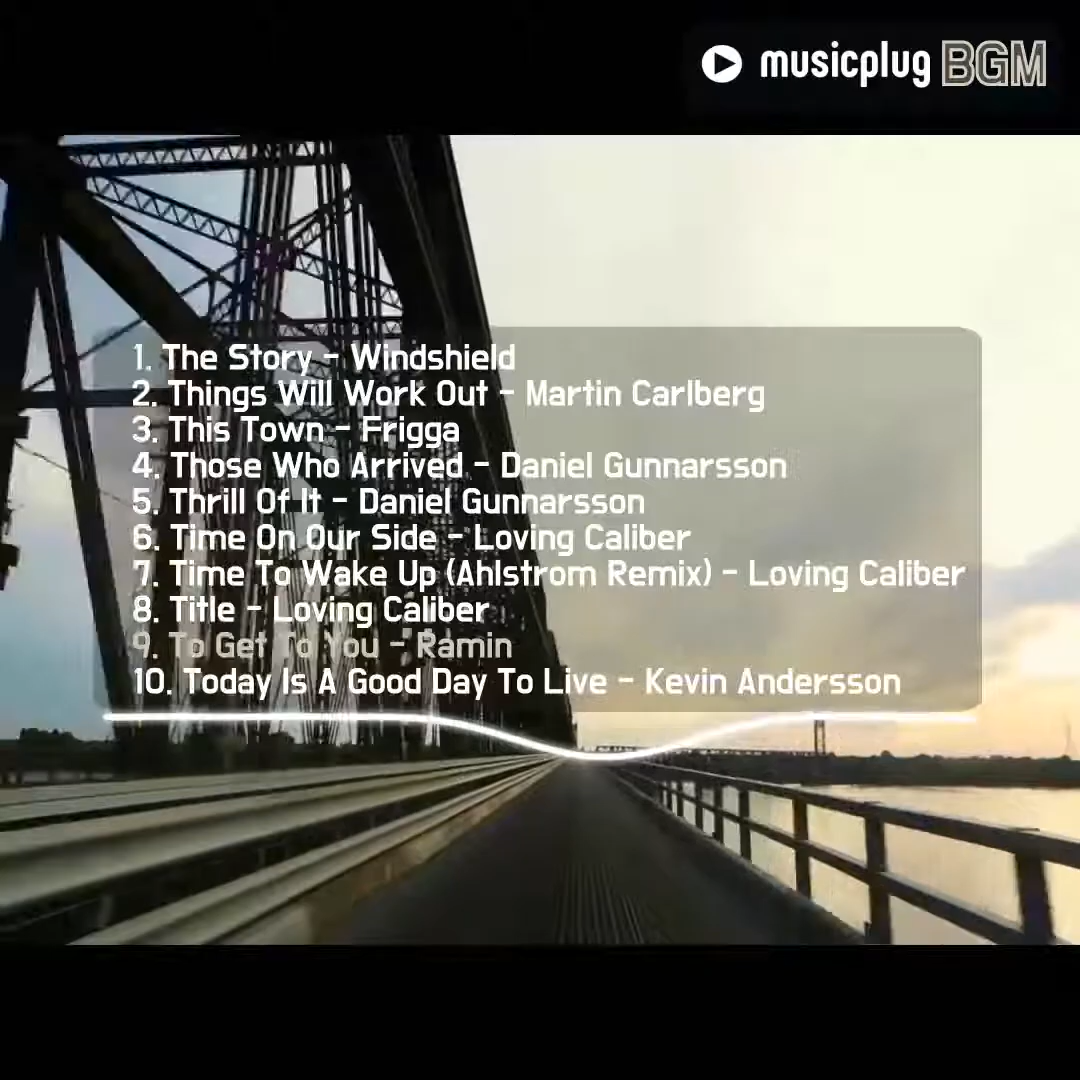 musicplug BGM
1. The Story - Windshield
2. Things Will Work Out - Martin Carlberg
3. This Town - Frigga
4. Those Who Arrived - Daniel Gunnarsson
5. Thrill Of It - Daniel Gunnarsson
6. Time On Our Side - Loving Caliber
7. Time To Wake Up (Ahlstrom Remix) - Loving Caliber
8. Title - Loving Caliber
9. To Get To You - Ramin
10. Today Is A Good Day To Live - Kevin Andersson